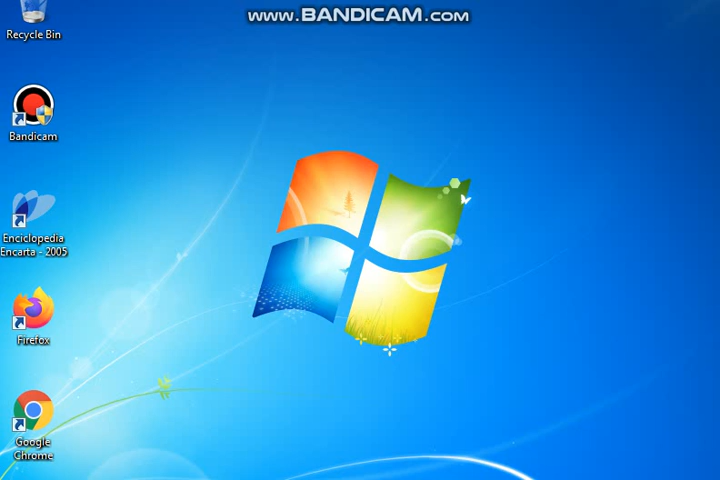 www.BANDICAM.com
Recycle Bin
Bandicam
Enciclopedia
Encarta - 2005
Firefox
Google
Chrome